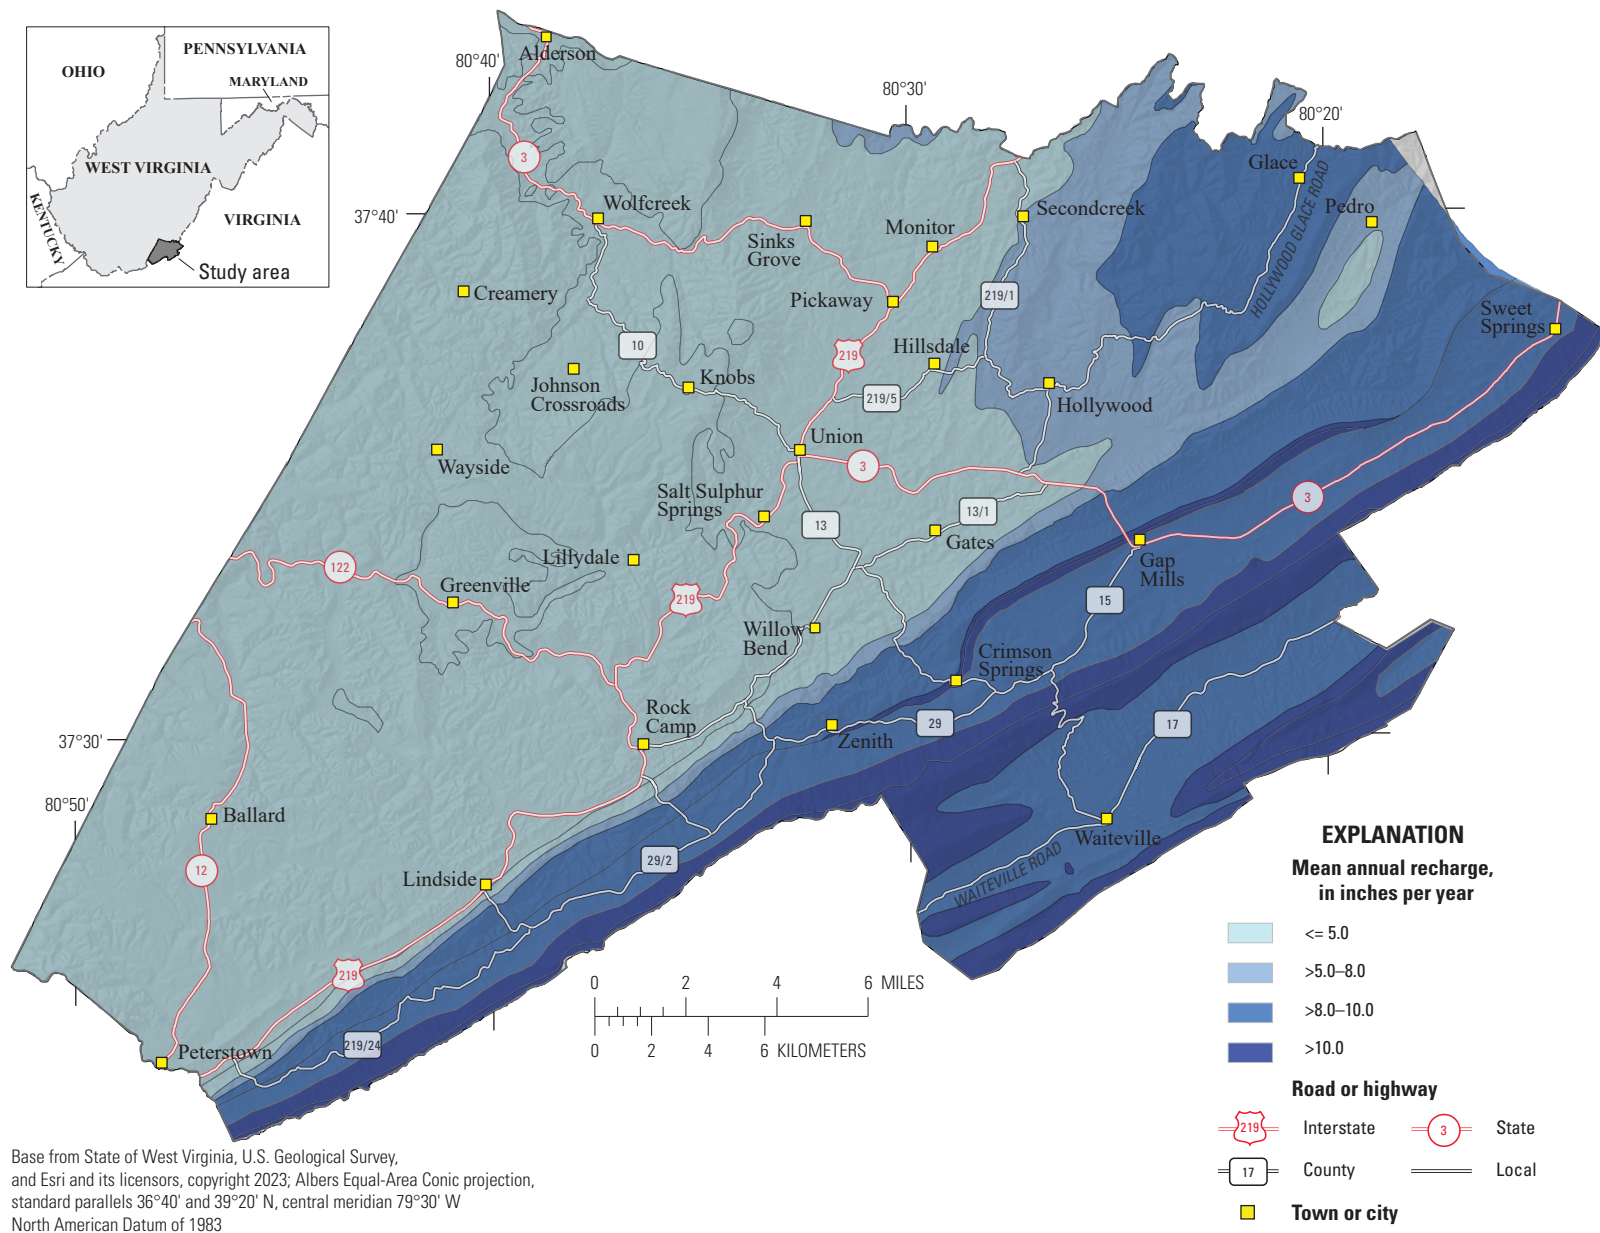 PENNSYLVANIA
OHIO
MARYLAND
WEST VIRGINIA
KENTUCKY
VIRGINIA
Study area
80°40'
80°30'
80°20'
37°40'
37°30'
80°50'
Alderson
3
Wolfcreek
Sinks
Grove
Monitor
Secondcreek
Glace
HOLLYWOOD GLACE ROAD
Pedro
Creamery
Pickaway
219/1
Sweet
Springs
10
219
Hillsdale
Johnson
Crossroads
Knobs
219/5
Hollywood
Union
Wayside
3
Salt Sulphur
Springs
3
13
13/1
Gates
Gap
Mills
Lillydale
122
Greenville
219
15
Willow
Bend
Crimson
Springs
Rock
Camp
29
17
Zenith
Ballard
Waiteville
WAITEVILLE ROAD
12
29/2
Lindside
219
219/24
Peterstown
0 2 4 6 MILES
0 2 4 6 KILOMETERS
EXPLANATION
Mean annual recharge,
in inches per year
<= 5.0
>5.0–8.0
>8.0–10.0
>10.0
Road or highway
219 Interstate 3 State
17 County Local
Town or city
Base from State of West Virginia, U.S. Geological Survey,
and Esri and its licensors, copyright 2023; Albers Equal-Area Conic projection,
standard parallels 36°40' and 39°20' N, central meridian 79°30' W
North American Datum of 1983